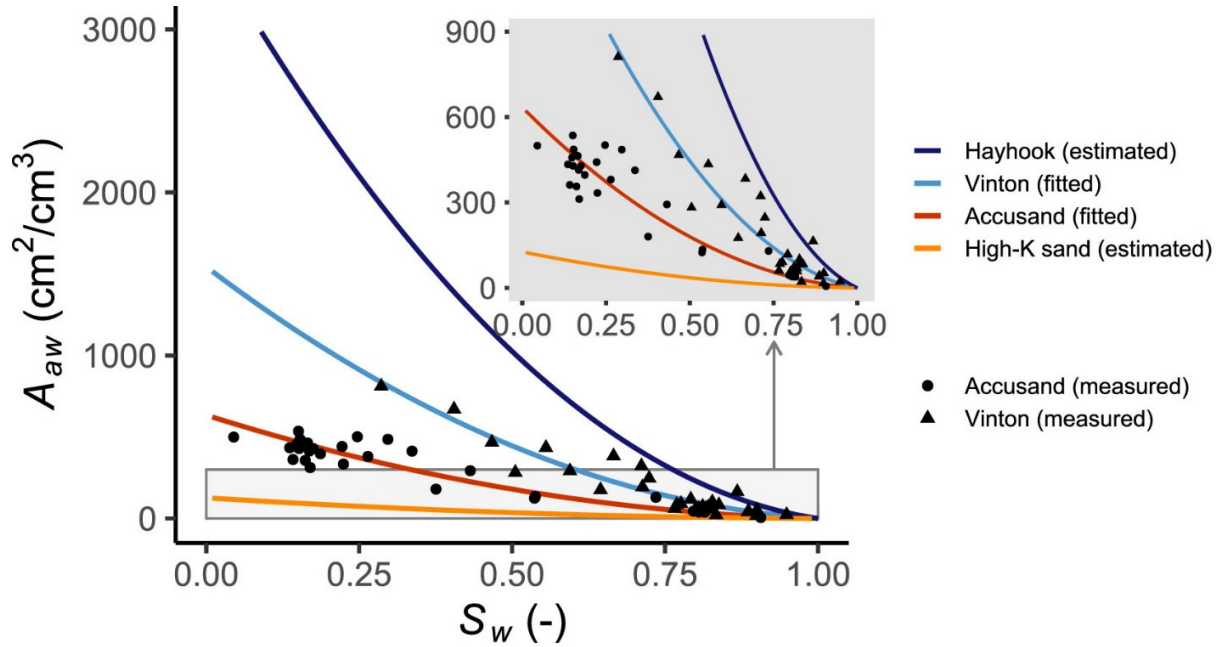 3000
2000
1000
0
A_aw (cm²/cm³)
0.00 0.25 0.50 0.75 1.00
S_w (-)
900
600
300
0
0.00 0.25 0.50 0.75 1.00
Hayhook (estimated)
Vinton (fitted)
Accusand (fitted)
High-K sand (estimated)
Accusand (measured)
Vinton (measured)